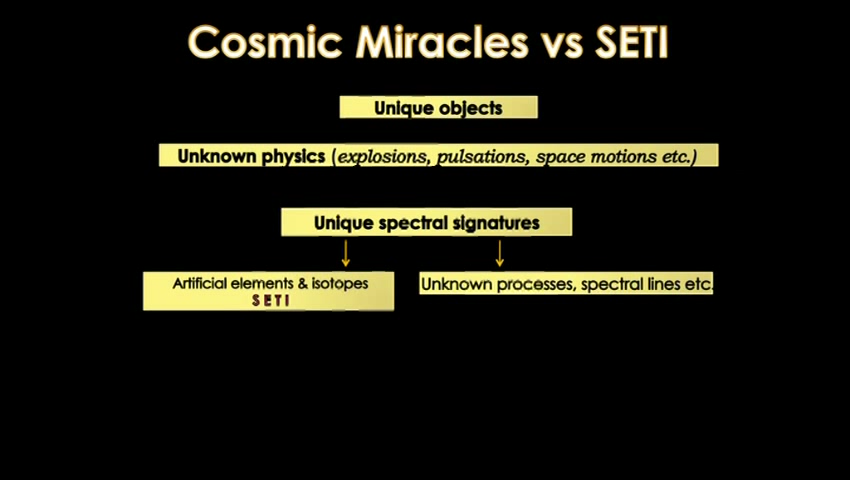 Cosmic Miracles vs SETI
Unique objects
Unknown physics (explosions, pulsations, space motions etc.)
Unique spectral signatures
Artificial elements & isotopes
SETI
Unknown processes, spectral lines etc.